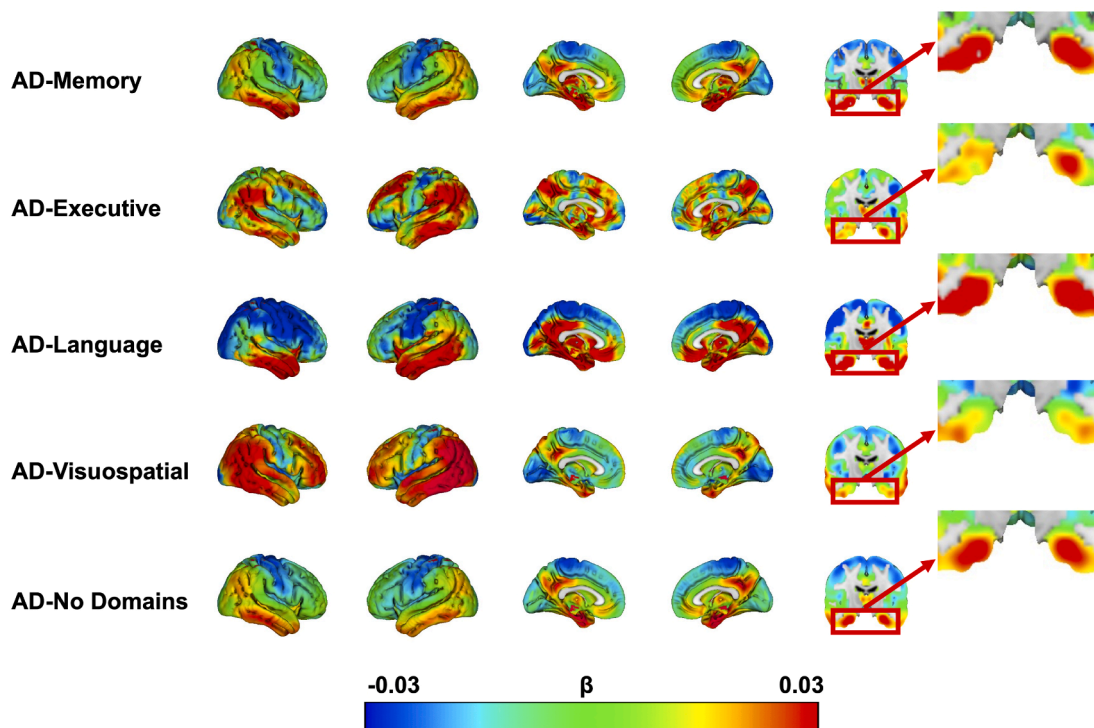 AD-Memory
AD-Executive
AD-Language
AD-Visuospatial
AD-No Domains
-0.03 β 0.03